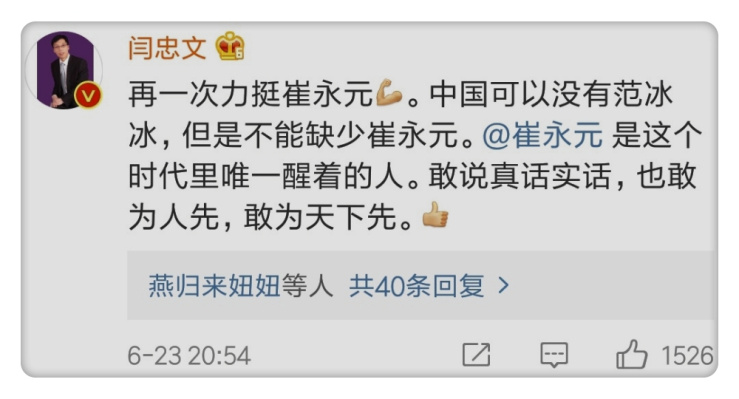 闫忠文
再一次力挺崔永元💪。中国可以没有范冰
冰，但是不能缺少崔永元。@崔永元 是这个
时代里唯一醒着的人。敢说真话实话，也敢
为人先，敢为天下先。👍
燕归来妞妞等人 共40条回复 >
6-23 20:54 1526